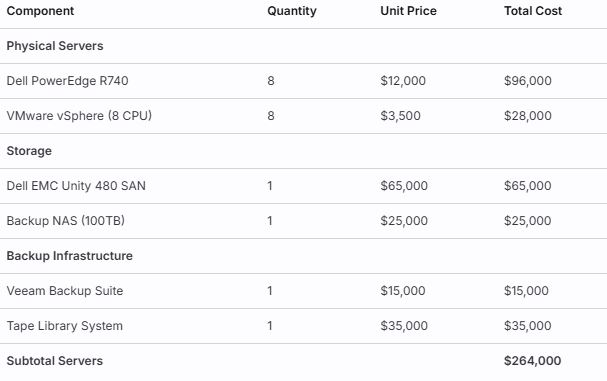 Component Quantity Unit Price Total Cost
Physical Servers
Dell PowerEdge R740 8 $12,000 $96,000
VMware vSphere (8 CPU) 8 $3,500 $28,000
Storage
Dell EMC Unity 480 SAN 1 $65,000 $65,000
Backup NAS (100TB) 1 $25,000 $25,000
Backup Infrastructure
Veeam Backup Suite 1 $15,000 $15,000
Tape Library System 1 $35,000 $35,000
Subtotal Servers $264,000